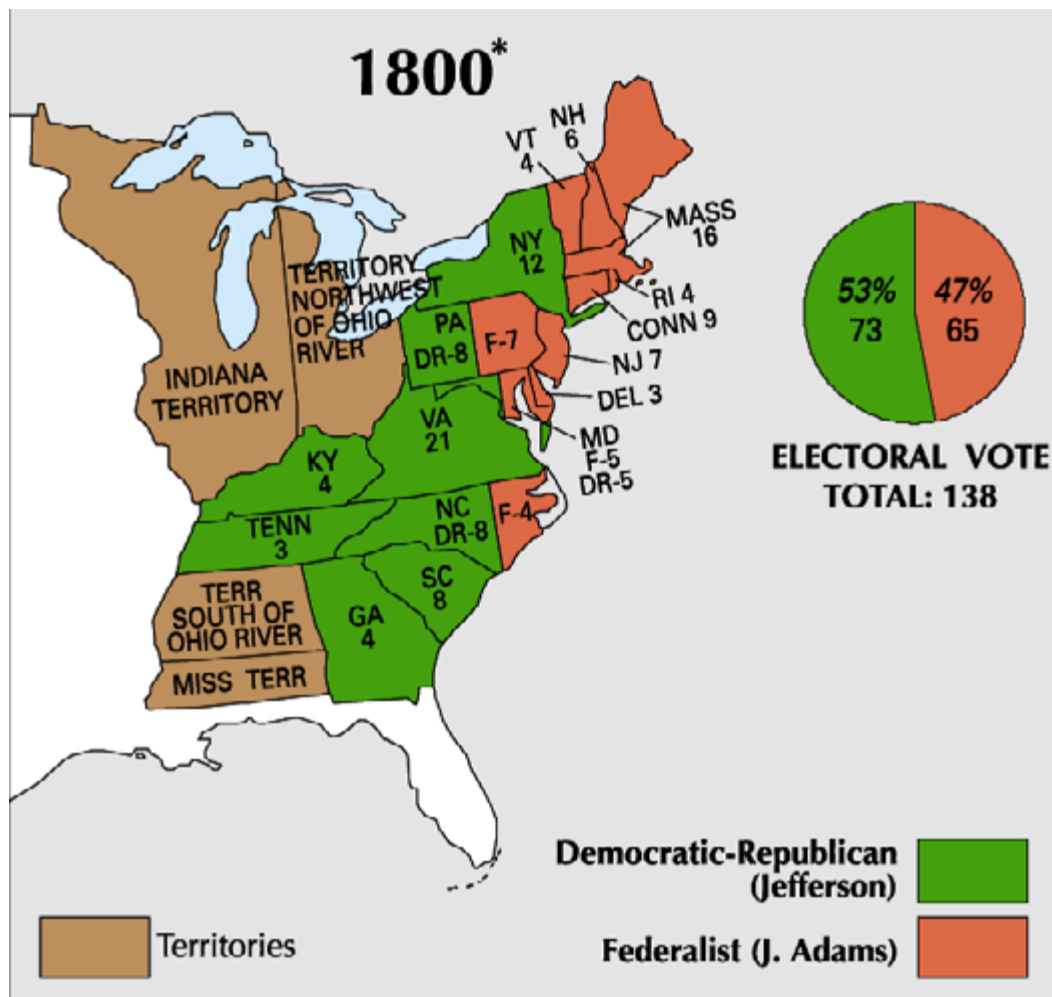 1800*
NH
6
VT
4
MASS
16
NY
12
TERRITORY
NORTHWEST
OF OHIO
RIVER
RI 4
CONN 9
PA
DR-8
F-7
NJ 7
INDIANA
TERRITORY
DEL 3
VA
21
MD
F-5
DR-5
KY
4
TENN
3
NC
DR-8
F-4
SC
8
TERR
SOUTH OF
OHIO RIVER
GA
4
MISS TERR
53%
73
47%
65
ELECTORAL VOTE
TOTAL: 138
Democratic-Republican
(Jefferson)
Federalist (J. Adams)
Territories